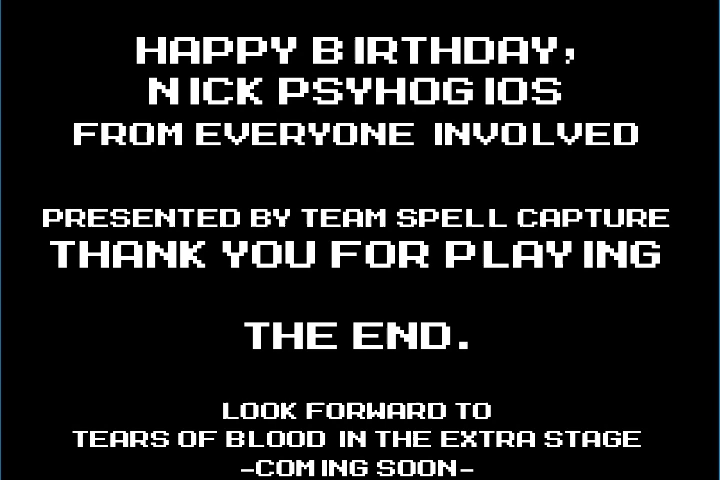 HAPPY BIRTHDAY,
NICK PSYHOGIOS
FROM EVERYONE INVOLVED
PRESENTED BY TEAM SPELL CAPTURE
THANK YOU FOR PLAYING
THE END.
LOOK FORWARD TO
TEARS OF BLOOD IN THE EXTRA STAGE
-COMING SOON-